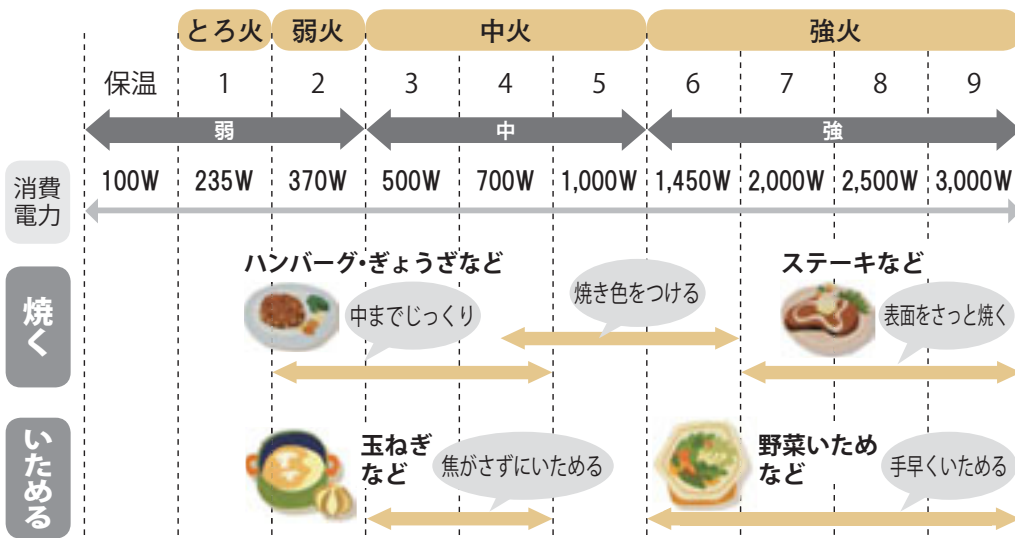 とろ火 弱火 中火 強火
保温 1 2 3 4 5 6 7 8 9
弱 中 強
消費
電力
100W 235W 370W 500W 700W 1,000W 1,450W 2,000W 2,500W 3,000W
焼く
ハンバーグ・ぎょうざなど
中までじっくり
焼き色をつける
ステーキなど
表面をさっと焼く
いためる
玉ねぎ
など
焦がさずにいためる
野菜いため
など
手早くいためる